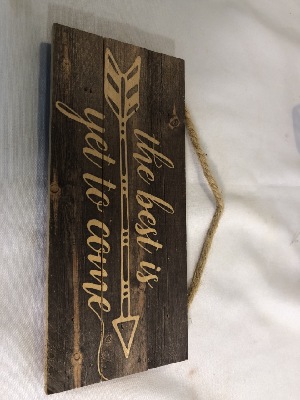 the best is
yet to come